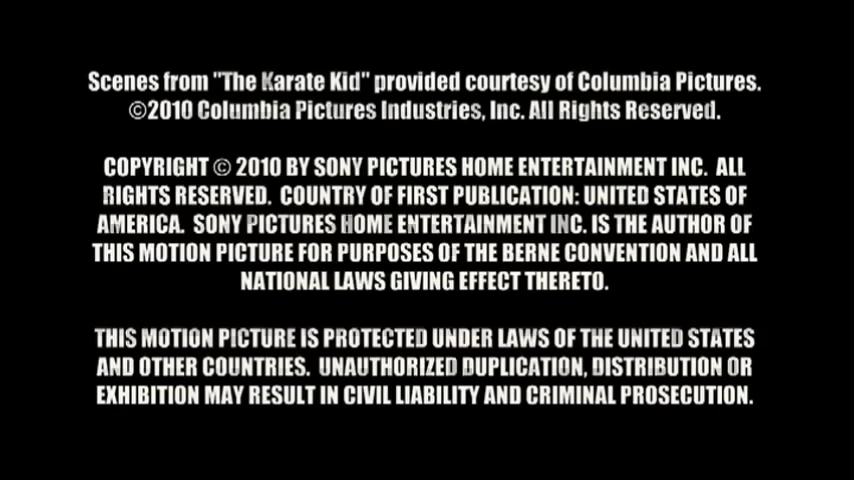 Scenes from "The Karate Kid" provided courtesy of Columbia Pictures.
©2010 Columbia Pictures Industries, Inc. All Rights Reserved.
COPYRIGHT © 2010 BY SONY PICTURES HOME ENTERTAINMENT INC. ALL
RIGHTS RESERVED. COUNTRY OF FIRST PUBLICATION: UNITED STATES OF
AMERICA. SONY PICTURES HOME ENTERTAINMENT INC. IS THE AUTHOR OF
THIS MOTION PICTURE FOR PURPOSES OF THE BERNE CONVENTION AND ALL
NATIONAL LAWS GIVING EFFECT THERETO.
THIS MOTION PICTURE IS PROTECTED UNDER LAWS OF THE UNITED STATES
AND OTHER COUNTRIES. UNAUTHORIZED DUPLICATION, DISTRIBUTION OR
EXHIBITION MAY RESULT IN CIVIL LIABILITY AND CRIMINAL PROSECUTION.